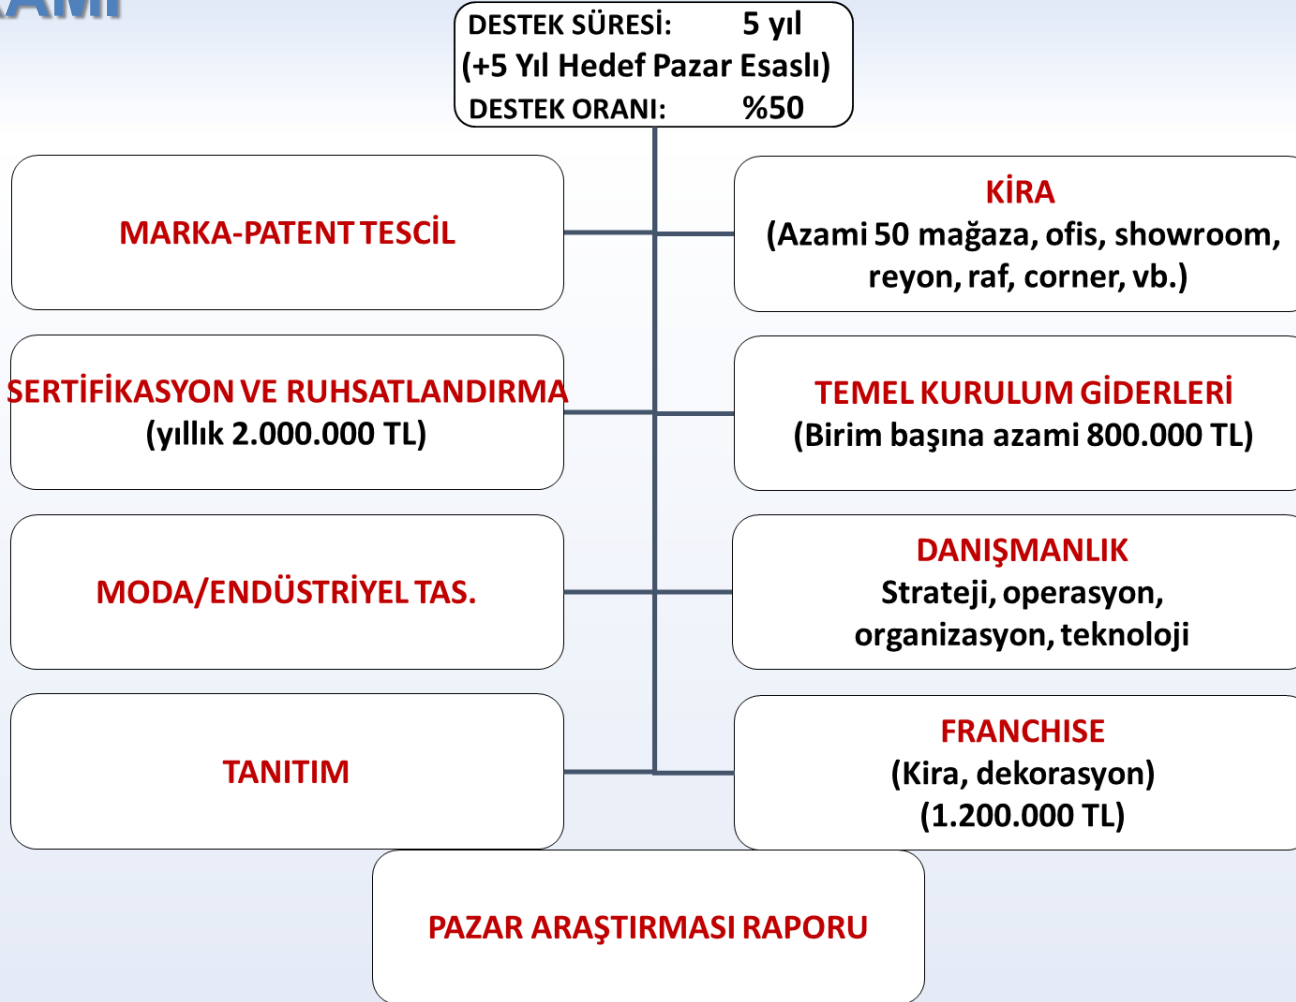 DESTEK SÜRESİ: 5 yıl
(+5 Yıl Hedef Pazar Esaslı)
DESTEK ORANI: %50
MARKA-PATENT TESCİL
KİRA
(Azami 50 mağaza, ofis, showroom,
reyon, raf, corner, vb.)
SERTİFİKASYON VE RUHSATLANDIRMA
(yıllık 2.000.000 TL)
TEMEL KURULUM GİDERLERİ
(Birim başına azami 800.000 TL)
MODA/ENDÜSTRİYEL TAS.
DANIŞMANLIK
Strateji, operasyon,
organizasyon, teknoloji
TANITIM
FRANCHISE
(Kira, dekorasyon)
(1.200.000 TL)
PAZAR ARAŞTIRMASI RAPORU